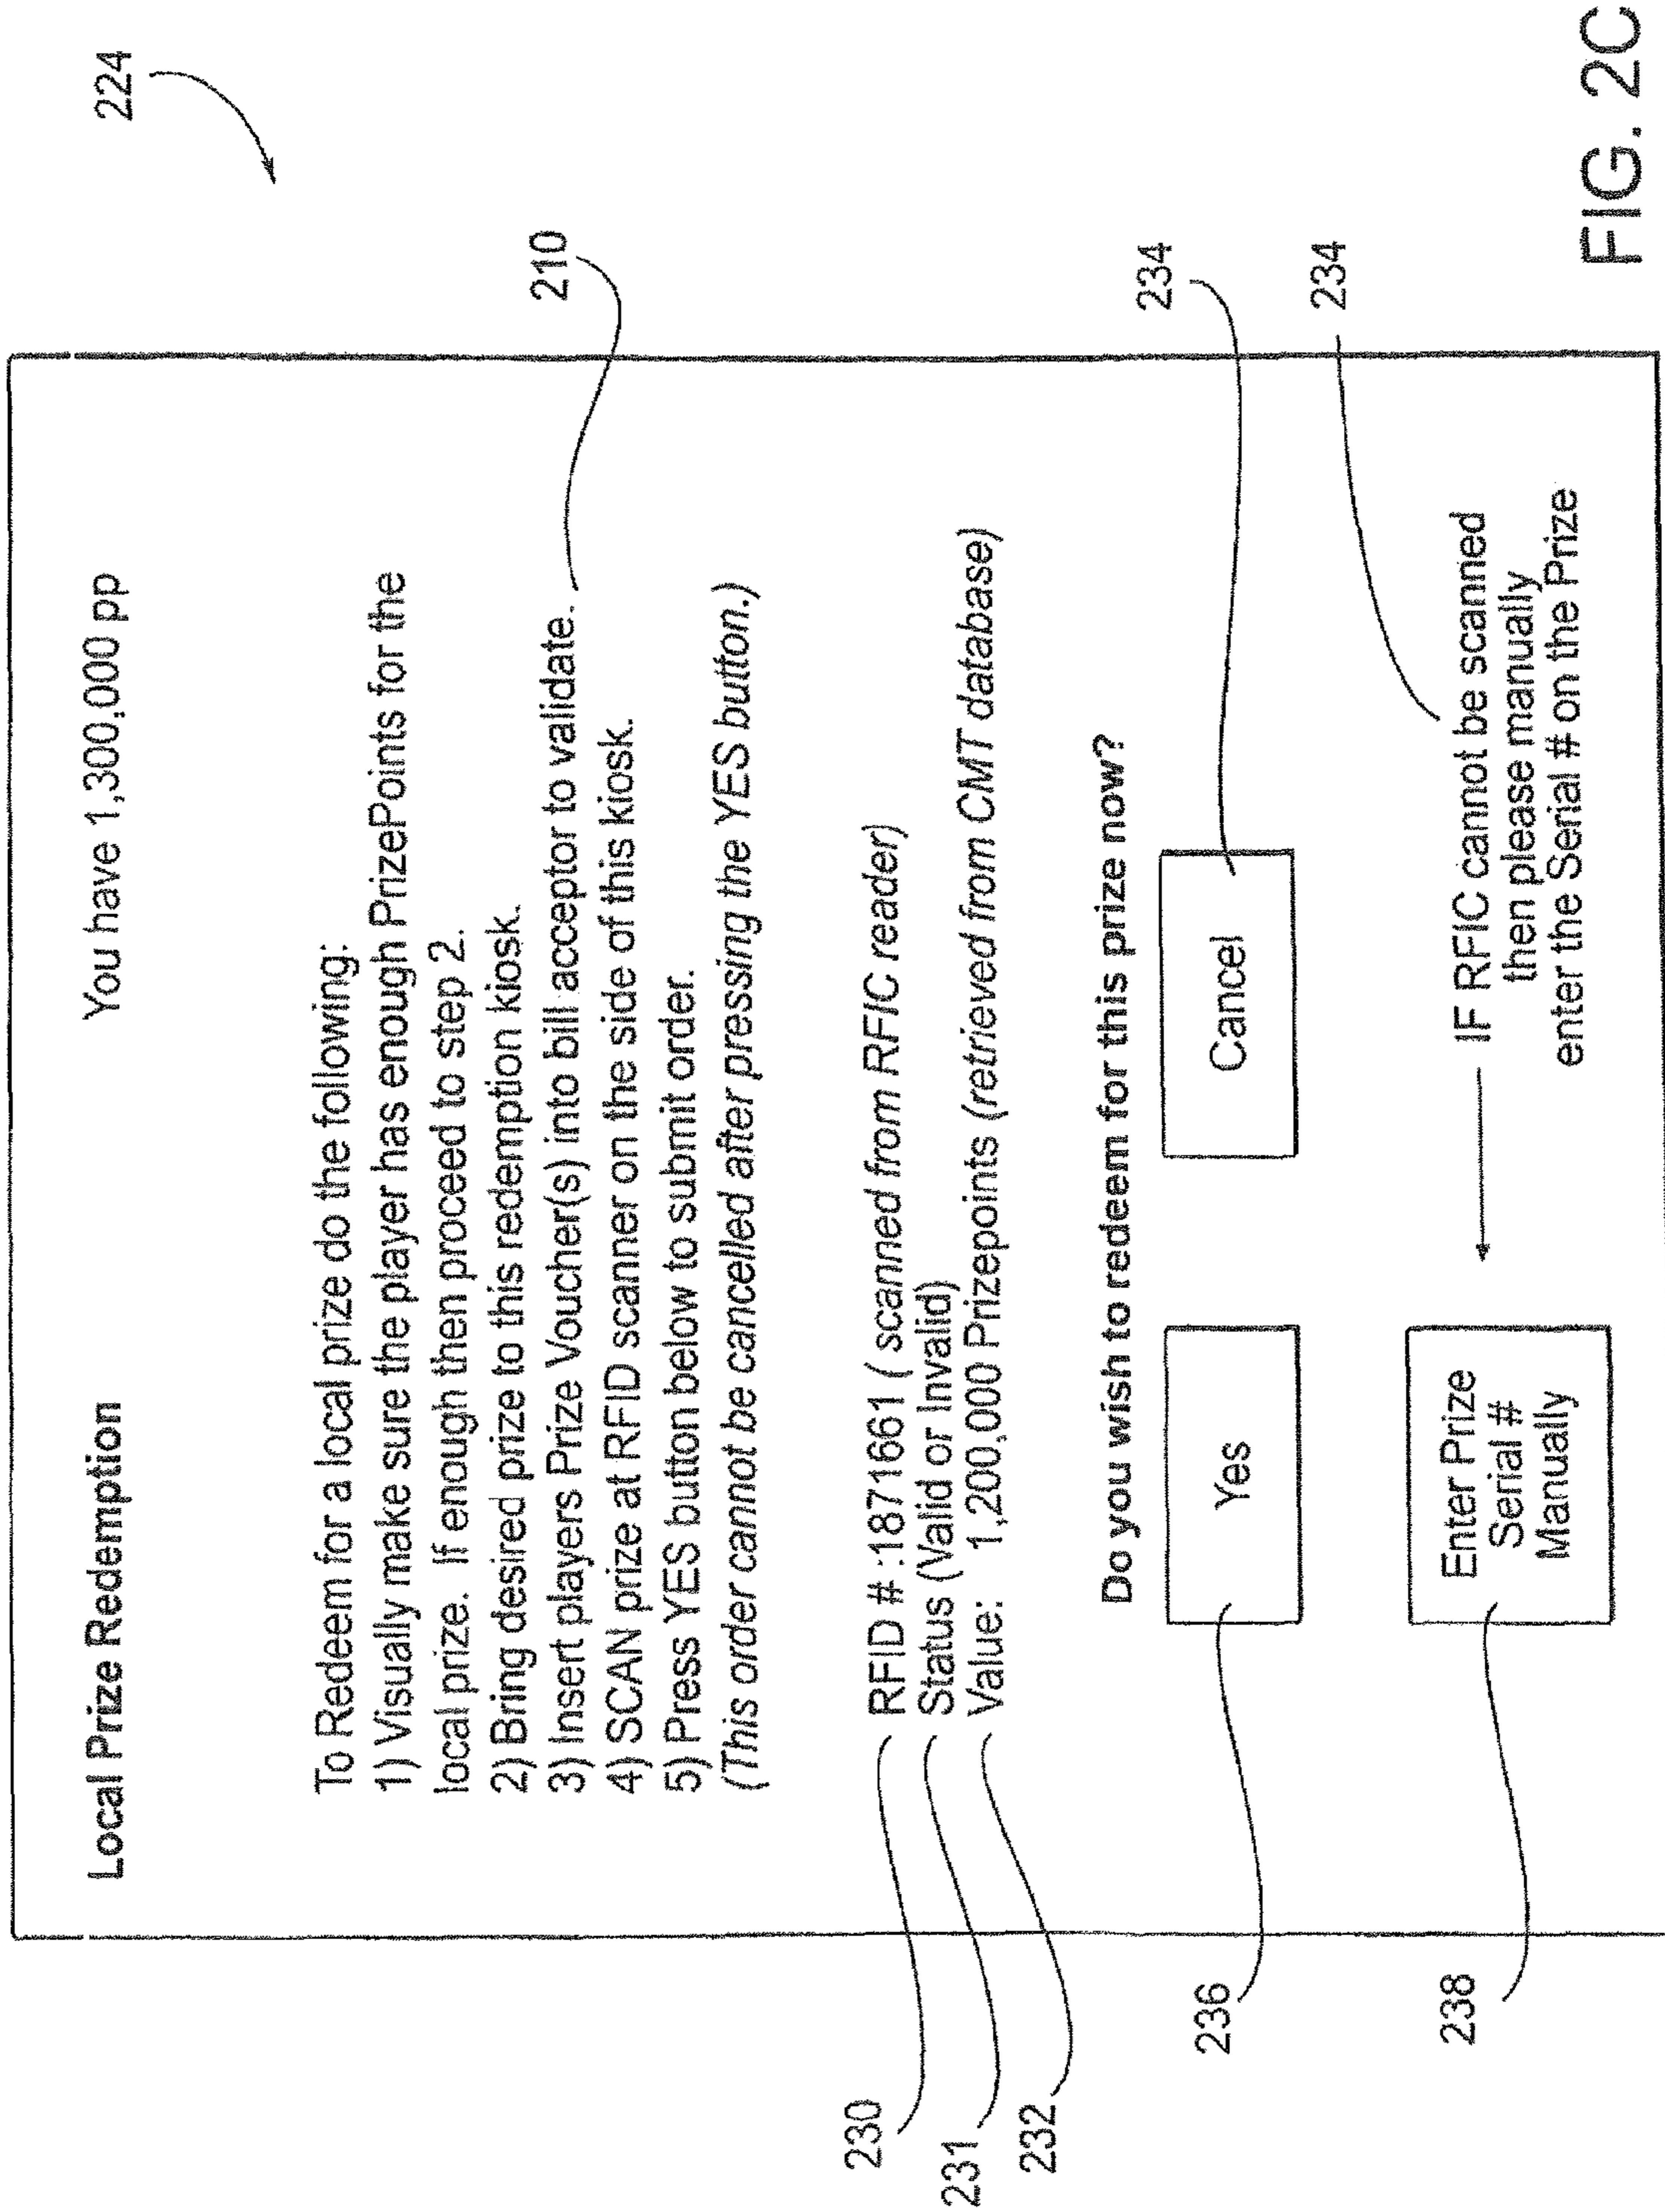 224
Local Prize Redemption
You have 1,300,000 pp
To Redeem for a local prize do the following:
1) Visually make sure the player has enough PrizePoints for the
local prize. If enough then proceed to step 2.
2) Bring desired prize to this redemption kiosk.
3) Insert players Prize Voucher(s) into bill acceptor to validate.
210
4) SCAN prize at RFID scanner on the side of this kiosk.
5) Press YES button below to submit order.
(This order cannot be cancelled after pressing the YES button.)
230
RFID # :1871661 ( scanned from RFIC reader)
231
Status (Valid or Invalid)
232
Value: 1,200,000 Prizepoints (retrieved from CMT database)
Do you wish to redeem for this prize now?
236
Yes
Cancel
234
238
Enter Prize
Serial #
Manually
IF RFIC cannot be scanned
then please manually
enter the Serial # on the Prize
234
FIG. 2C